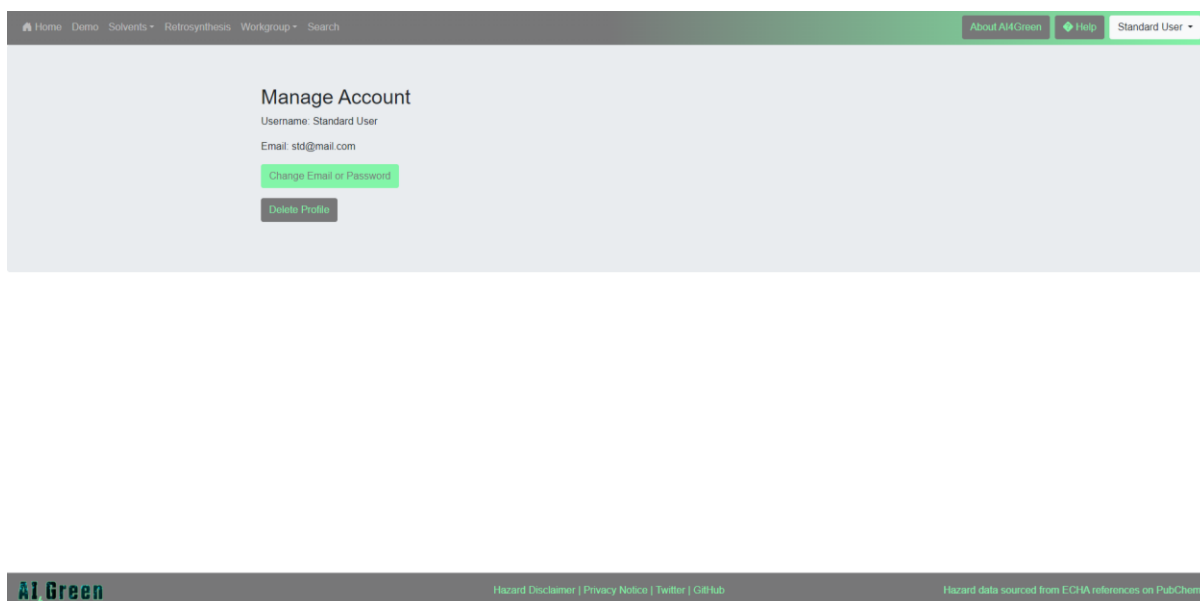 Home Demo Solvents Retrosynthesis Workgroup Search About AI4Green Help Standard User
Manage Account
Username: Standard User
Email: std@mail.com
Change Email or Password
Delete Profile
AI4Green Hazard Disclaimer | Privacy Notice | Twitter | GitHub Hazard data sourced from ECHA references on PubChem